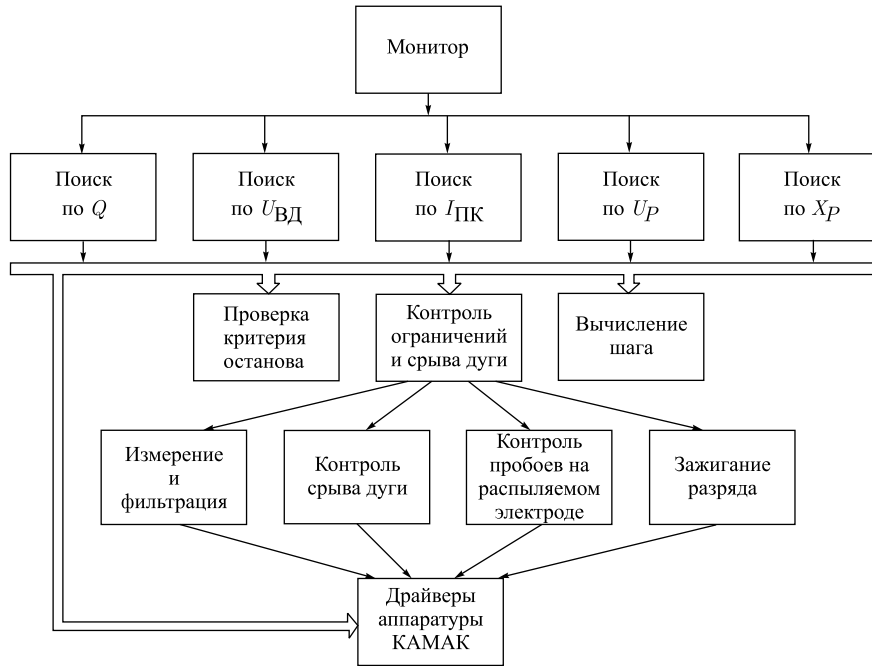 Монитор
Поиск
по Q
Поиск
по U_ВД
Поиск
по I_ПК
Поиск
по U_P
Поиск
по X_P
Проверка
критерия
останова
Контроль
ограничений
и срыва дуги
Вычисление
шага
Измерение
и
фильтрация
Контроль
срыва дуги
Контроль
пробоев на
распыляемом
электроде
Зажигание
разряда
Драйверы
аппаратуры
КАМАК